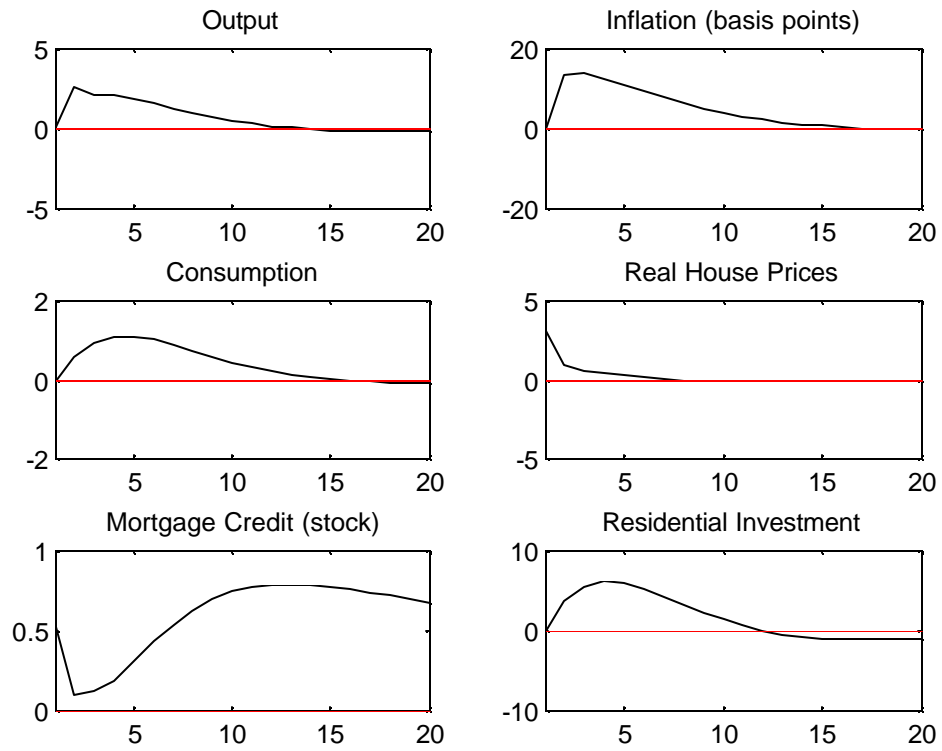 Output
5
0
-5
5 10 15 20
Inflation (basis points)
20
0
-20
5 10 15 20
Consumption
2
0
-2
5 10 15 20
Real House Prices
5
0
-5
5 10 15 20
Mortgage Credit (stock)
1
0.5
0
5 10 15 20
Residential Investment
10
0
-10
5 10 15 20